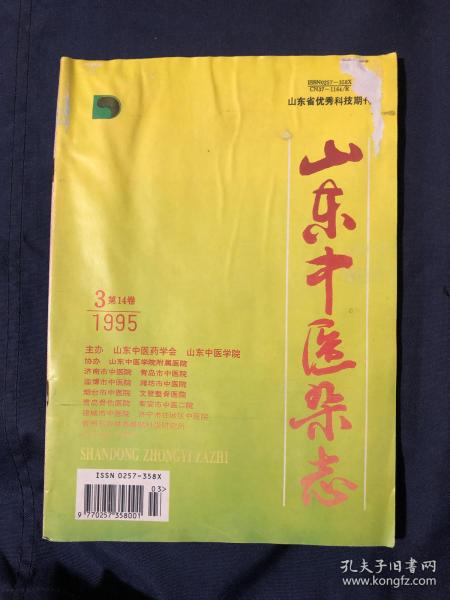 ISSN0257-358X
CN37-1164/R
山东省优秀科技期刊
山东中医杂志
3 第14卷
1995
主办 山东中医药学会 山东中医学院
协办 山东中医学院附属医院
济南市中医院 青岛市中医院
淄博市中医院 潍坊市中医院
烟台市中医院 文登整骨医院
青岛骨伤医院 泰安市中医二院
诸城市中医院 济宁市任城区中医院
SHANDONG ZHONGYI ZAZHI
ISSN 0257-358X
03>
9 770257 358001
孔夫子旧书网
www.kongfz.com